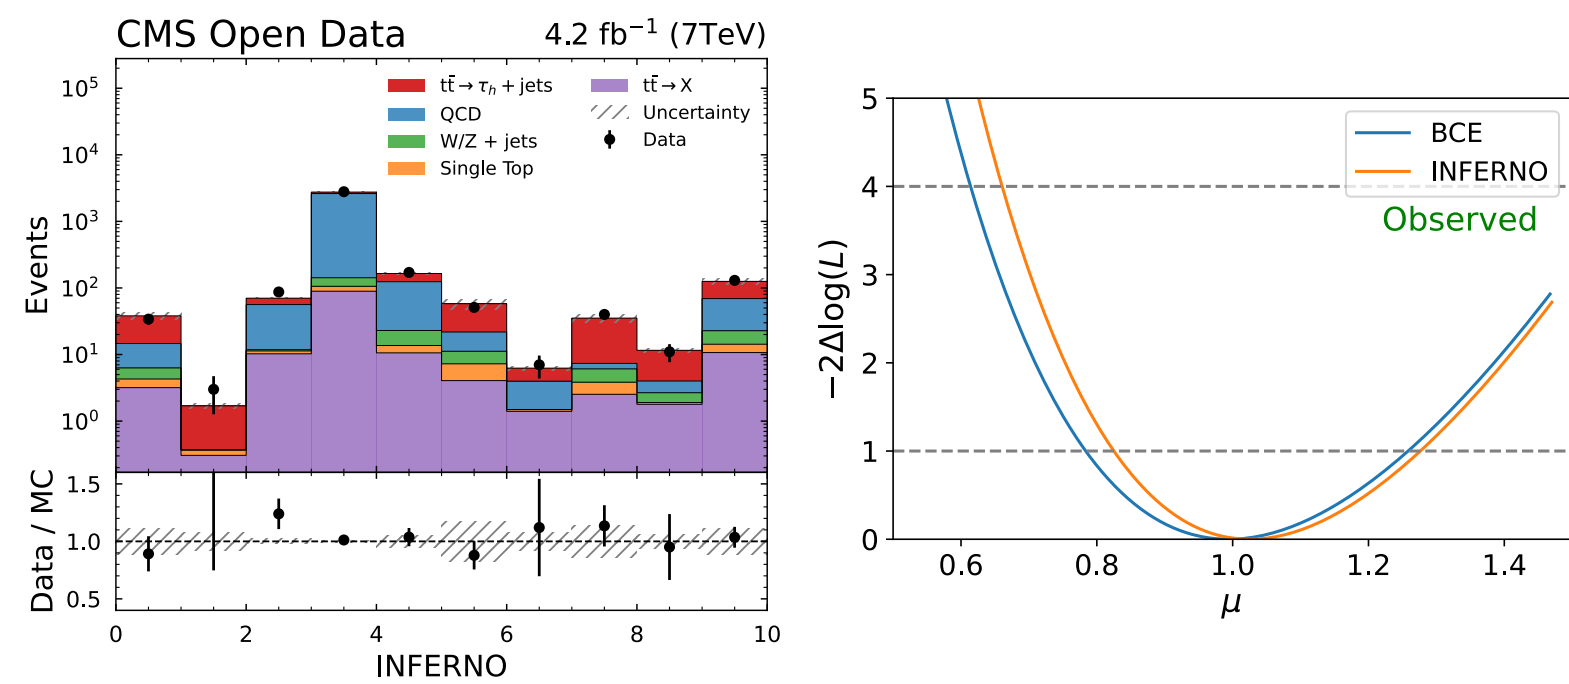 CMS Open Data 4.2 fb⁻¹ (7TeV)
tt̄ → τₕ + jets
QCD
W/Z + jets
Single Top
tt̄ → X
Uncertainty
Data
Events
10⁵
10⁴
10³
10²
10¹
10⁰
Data / MC
1.5
1.0
0.5
0 2 4 6 8 10
INFERNO
−2Δlog(L)
5
4
3
2
1
0
BCE
INFERNO
Observed
0.6 0.8 1.0 1.2 1.4
μ